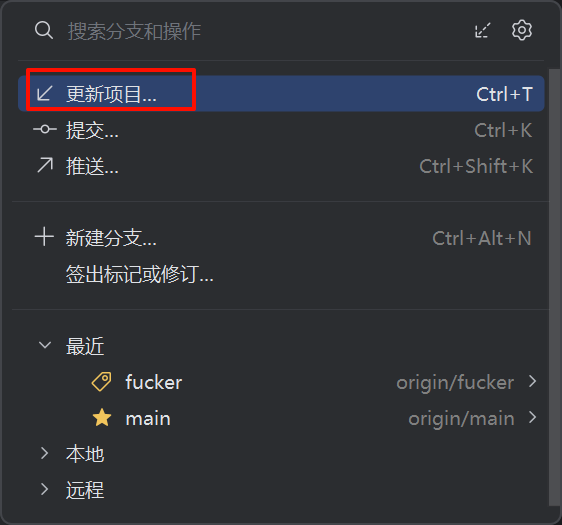 搜索分支和操作
更新项目... Ctrl+T
提交... Ctrl+K
推送... Ctrl+Shift+K
新建分支... Ctrl+Alt+N
签出标记或修订...
最近
fucker origin/fucker
main origin/main
本地
远程